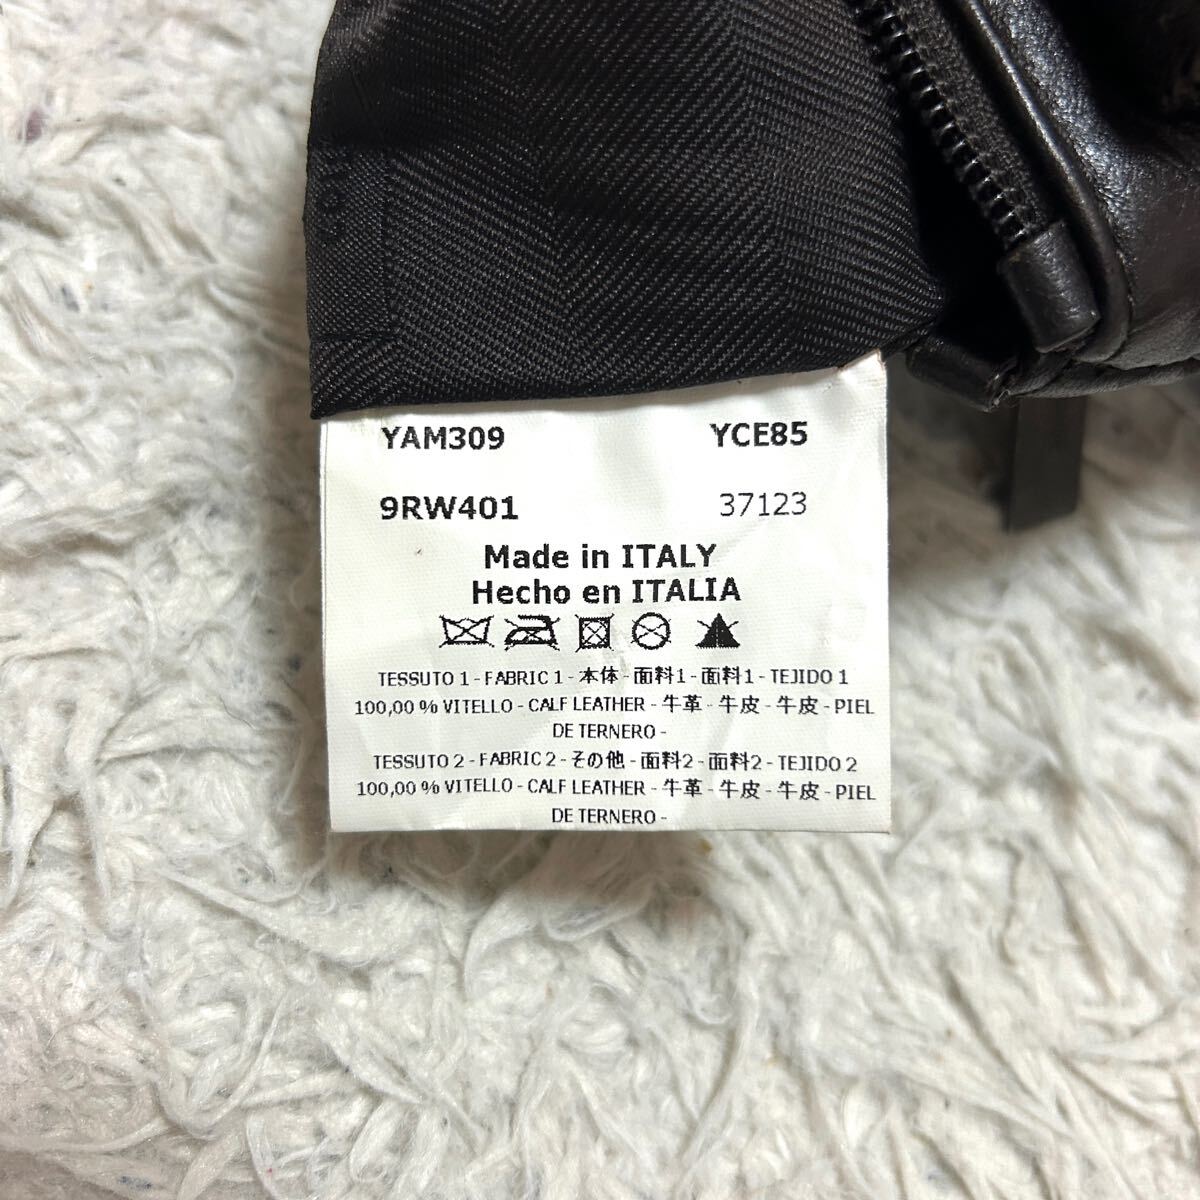 YAM309 YCE85
9RW401 37123
Made in ITALY
Hecho en ITALIA
TESSUTO 1 - FABRIC 1 - 本体 - 面料1 - 面料1 - TEJIDO 1
100,00 % VITELLO - CALF LEATHER - 牛革 - 牛皮 - 牛皮 - PIEL
DE TERNERO -
TESSUTO 2 - FABRIC 2 - その他 - 面料2 - 面料2 - TEJIDO 2
100,00 % VITELLO - CALF LEATHER - 牛革 - 牛皮 - 牛皮 - PIEL
DE TERNERO -